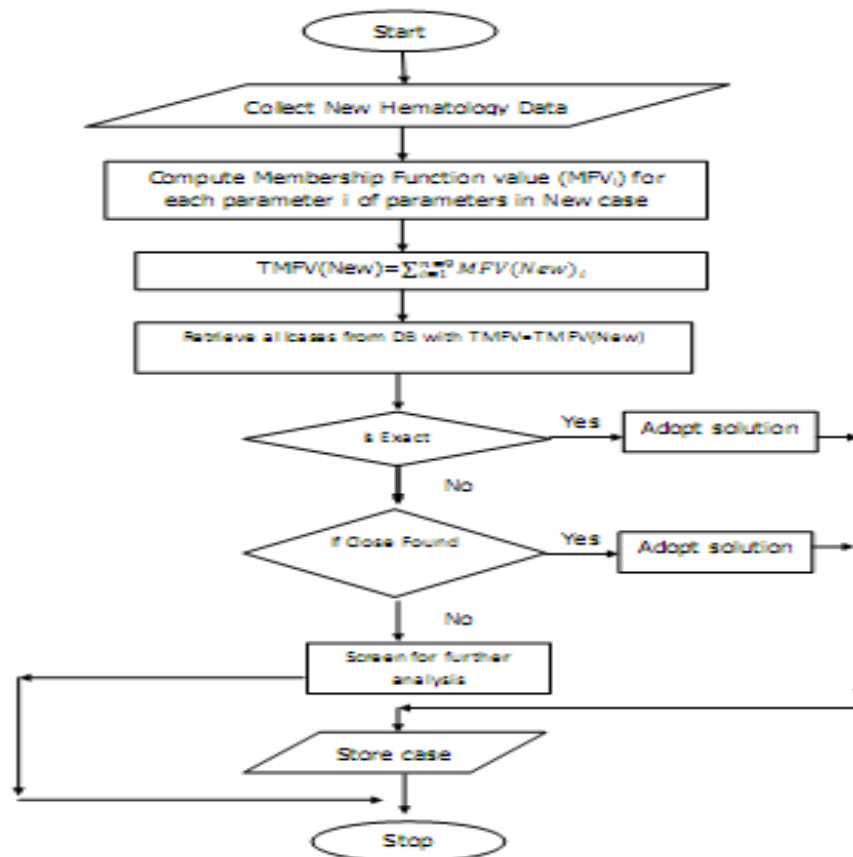 Start
Collect New Hematology Data
Compute Membership Function value (MFVᵢ) for
each parameter i of parameters in New case
TMFV(New)=∑ MFV(New)ᵢ
Retrieve all cases from DB with TMFV=TMFV(New)
Is Exact
Yes
Adopt solution
No
If Close Found
Yes
Adopt solution
No
Screen for further
analysis
Store case
Stop